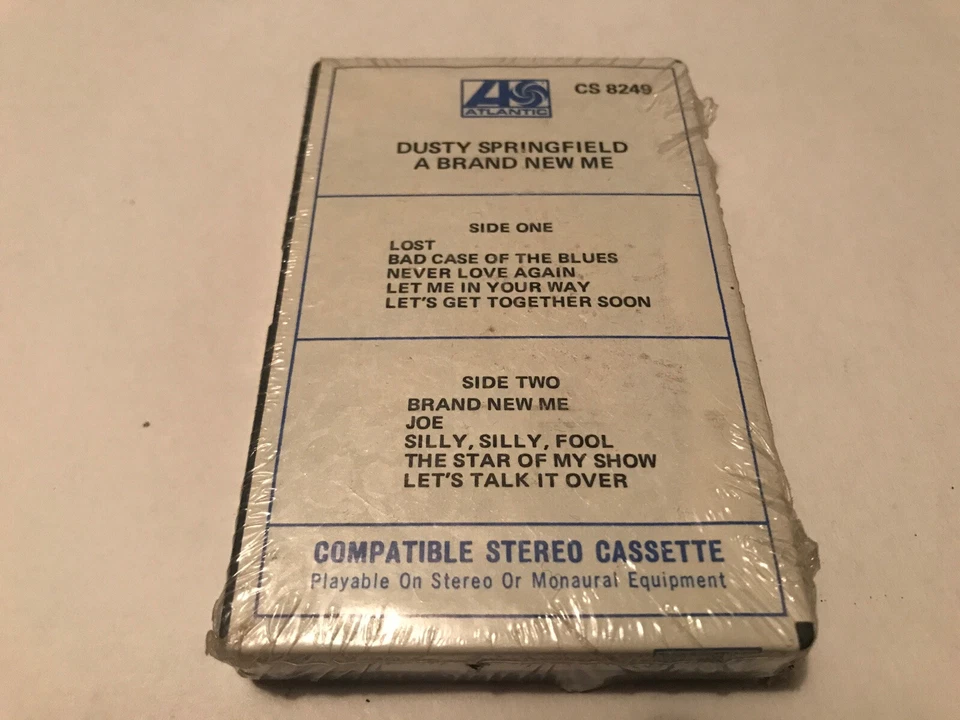 ATLANTIC
CS 8249
DUSTY SPRINGFIELD
A BRAND NEW ME
SIDE ONE
LOST
BAD CASE OF THE BLUES
NEVER LOVE AGAIN
LET ME IN YOUR WAY
LET'S GET TOGETHER SOON
SIDE TWO
BRAND NEW ME
JOE
SILLY, SILLY, FOOL
THE STAR OF MY SHOW
LET'S TALK IT OVER
COMPATIBLE STEREO CASSETTE
Playable On Stereo Or Monaural Equipment